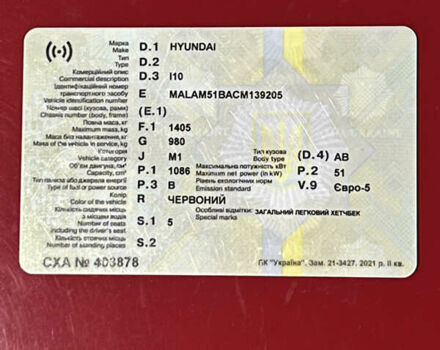 Марка D.1 HYUNDAI
Make
Тип D.2
Type
Комерційний опис D.3 I10
Commercial description
Ідентифікаційний номер
транспортного засобу E MALAM51BACM139205
Vehicle identification number
Номер шасі (кузова, рами) (E.1)
Chassis number (body, frame)
Повна маса, кг F.1 1405
Maximum mass, kg
Маса без навантаження, кг G 980
Mass of the vehicle in service, kg
Категорія J M1 Тип кузова (D.4) AB
Vehicle category Body type
Об'єм двигуна, см³ P.1 1086 Максимальна потужність кВт P.2 51
Capacity, cm³ Maximum net power (in kW)
Тип пального або джерела енергії P.3 B Рівень екологічних норм V.9 Євро-5
Type of fuel or power source Emission standard
Колір R ЧЕРВОНИЙ
Color of the vehicle
Кількість сидячих місць Особливі відмітки: ЗАГАЛЬНИЙ ЛЕГКОВИЙ ХЕТЧБЕК
з місцем водія S.1 5 Special marks
Number of seats
including the driver's seat
Кількість стоячих місць S.2
Number of standing places
СХА № 403878 ПК "Україна". Зам. 21-3427. 2021 р. II кв.